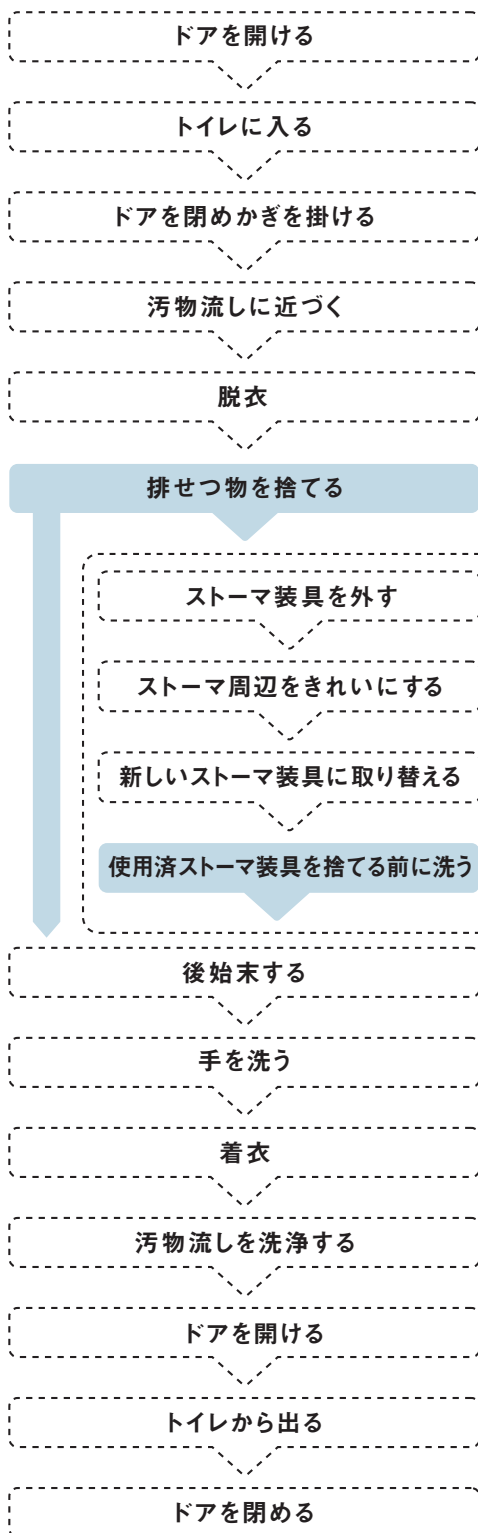 ドアを開ける
トイレに入る
ドアを閉めかぎを掛ける
汚物流しに近づく
脱衣
排せつ物を捨てる
ストーマ装具を外す
ストーマ周辺をきれいにする
新しいストーマ装具に取り替える
使用済ストーマ装具を捨てる前に洗う
後始末する
手を洗う
着衣
汚物流しを洗浄する
ドアを開ける
トイレから出る
ドアを閉める